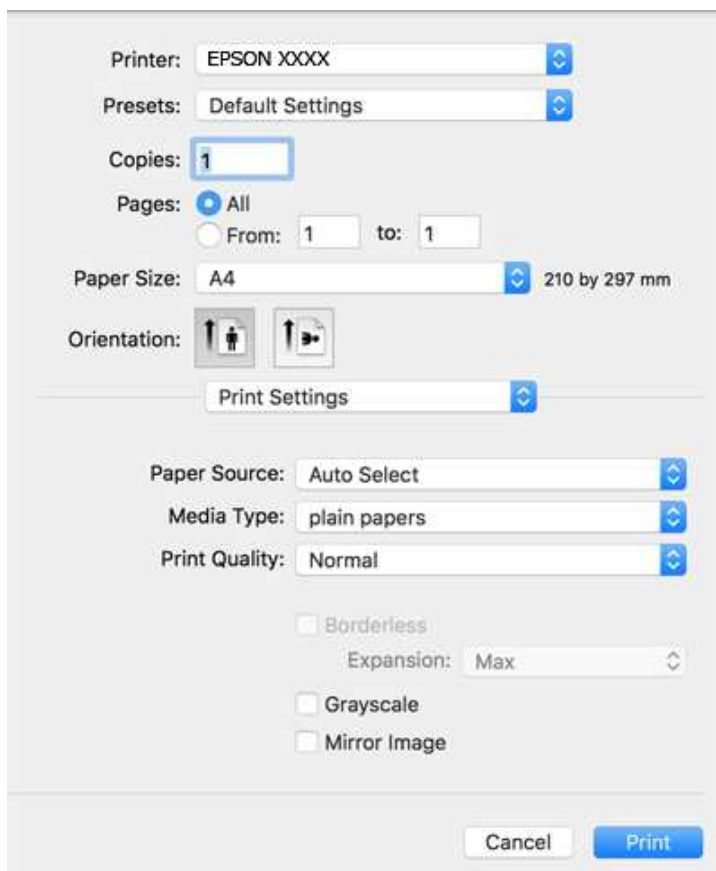 Printer: EPSON XXXX
Presets: Default Settings
Copies: 1
Pages: All
From: 1 to: 1
Paper Size: A4 210 by 297 mm
Orientation:
Print Settings
Paper Source: Auto Select
Media Type: plain papers
Print Quality: Normal
Borderless
Expansion: Max
Grayscale
Mirror Image
Cancel Print